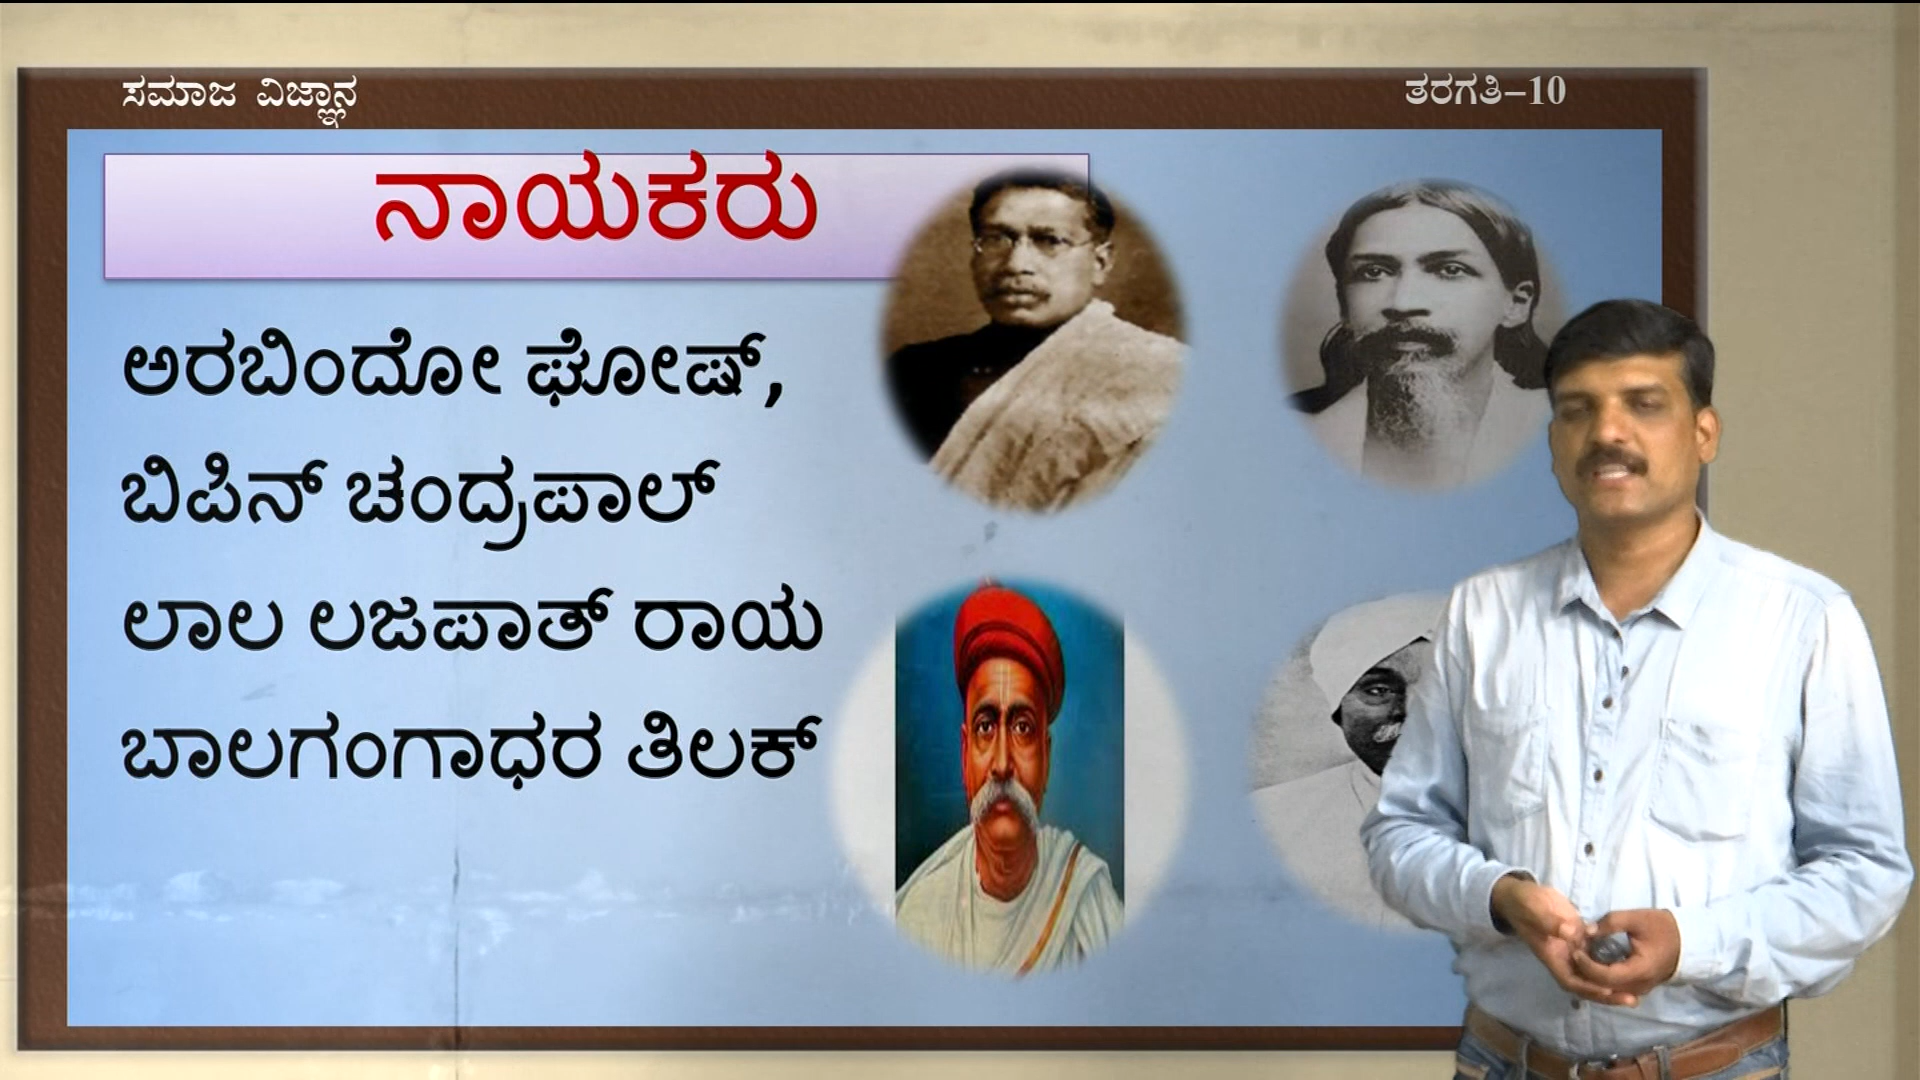 ಸಮಾಜ ವಿಜ್ಞಾನ
ತರಗತಿ–10
ನಾಯಕರು
ಅರಬಿಂದೋ ಘೋಷ್,
ಬಿಪಿನ್ ಚಂದ್ರಪಾಲ್
ಲಾಲ ಲಜಪಾತ್ ರಾಯ
ಬಾಲಗಂಗಾಧರ ತಿಲಕ್